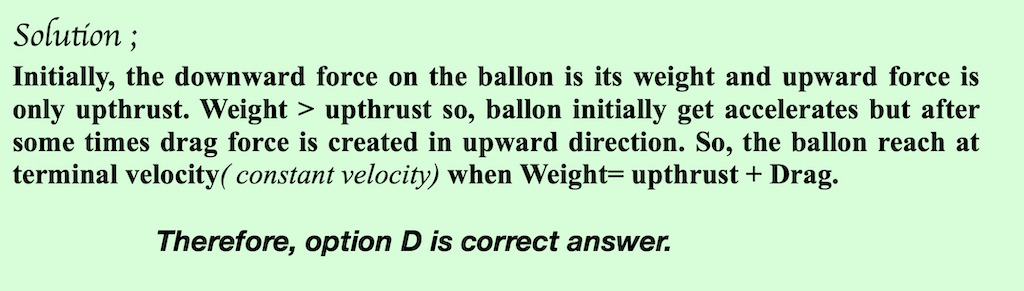 Solution ;
Initially, the downward force on the ballon is its weight and upward force is
only upthrust. Weight > upthrust so, ballon initially get accelerates but after
some times drag force is created in upward direction. So, the ballon reach at
terminal velocity( constant velocity) when Weight= upthrust + Drag.
Therefore, option D is correct answer.